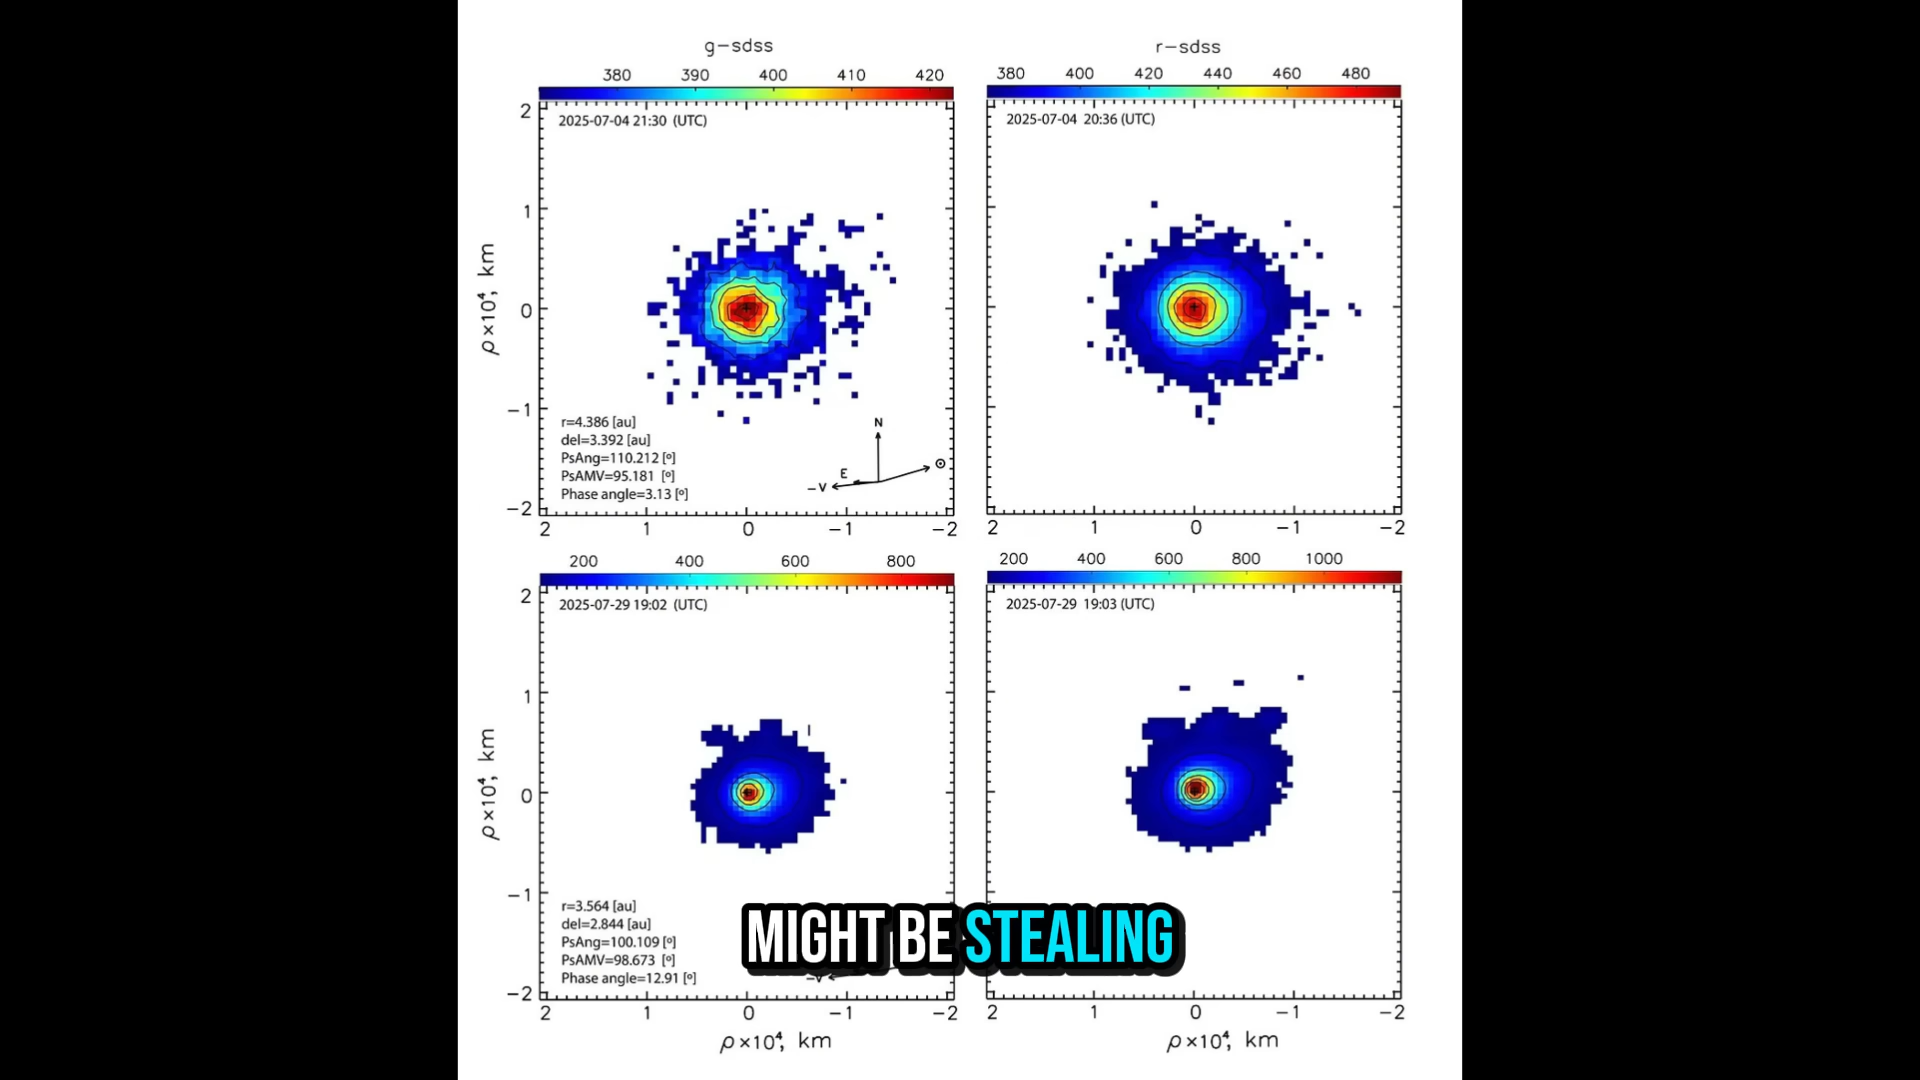 g-sdss
r-sdss
380 390 400 410 420
380 400 420 440 460 480
2025-07-04 21:30 (UTC)
2025-07-04 20:36 (UTC)
2
1
0
-1
-2
ρ×10⁴, km
r=4.386 [au]
del=3.392 [au]
PsAng=110.212 [º]
PsAMV=95.181 [º]
Phase angle=3.13 [º]
N
E
-V
2 1 0 -1 -2
2 1 0 -1 -2
200 400 600 800
200 400 600 800 1000
2025-07-29 19:02 (UTC)
2025-07-29 19:03 (UTC)
2
1
0
-1
-2
ρ×10⁴, km
r=3.564 [au]
del=2.844 [au]
PsAng=100.109 [º]
PsAMV=98.673 [º]
Phase angle=12.91 [º]
MIGHT BE STEALING
-V
2 1 0 -1 -2
2 1 0 -1 -2
ρ×10⁴, km
ρ×10⁴, km